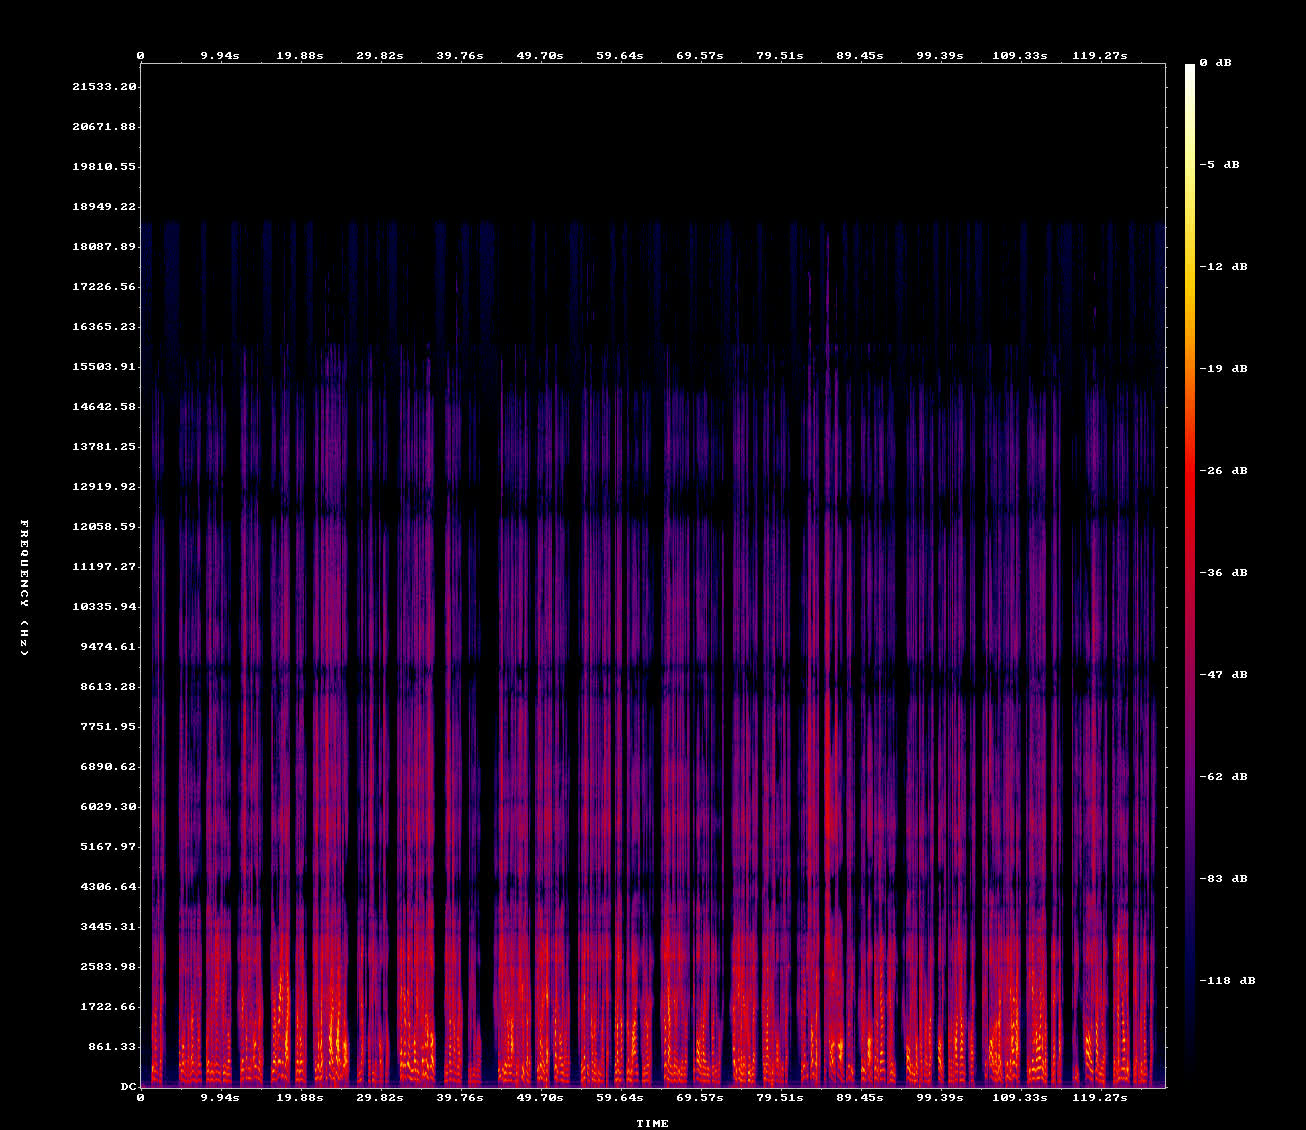 0 9.94s 19.88s 29.82s 39.76s 49.70s 59.64s 69.57s 79.51s 89.45s 99.39s 109.33s 119.27s
0 dB
21533.20
20671.88
19810.55
-5 dB
18949.22
18087.89
-12 dB
17226.56
16365.23
15503.91
-19 dB
14642.58
13781.25
-26 dB
12919.92
12058.59
11197.27
-36 dB
10335.94
9474.61
FREQUENCY (Hz)
8613.28
-47 dB
7751.95
6890.62
-62 dB
6029.30
5167.97
4306.64
-83 dB
3445.31
2583.98
-118 dB
1722.66
861.33
DC
0 9.94s 19.88s 29.82s 39.76s 49.70s 59.64s 69.57s 79.51s 89.45s 99.39s 109.33s 119.27s
TIME